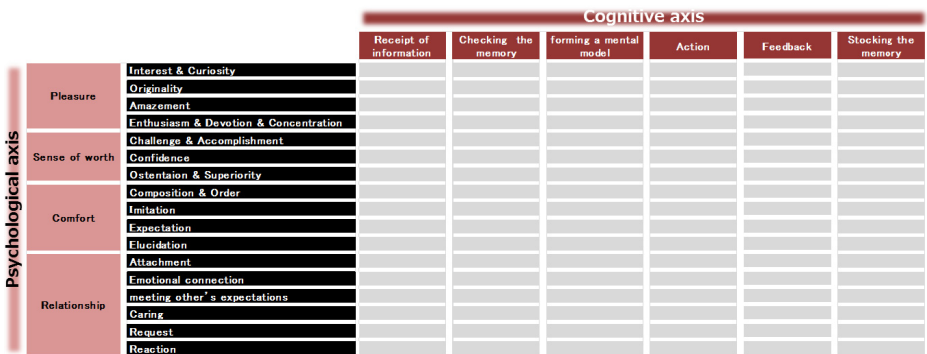 Cognitive axis
Receipt of
information
Checking the
memory
forming a mental
model
Action
Feedback
Stocking the
memory
Psychological axis
Pleasure
Interest & Curiosity
Originality
Amazement
Enthusiasm & Devotion & Concentration
Sense of worth
Challenge & Accomplishment
Confidence
Ostentaion & Superiority
Comfort
Composition & Order
Imitation
Expectation
Elucidation
Relationship
Attachment
Emotional connection
meeting other's expectations
Caring
Request
Reaction